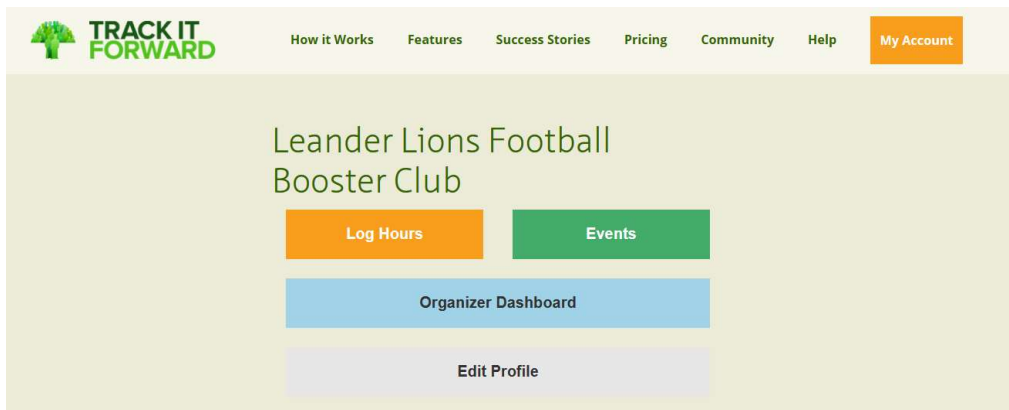 TRACK IT
FORWARD
How it Works Features Success Stories Pricing Community Help My Account
Leander Lions Football
Booster Club
Log Hours Events
Organizer Dashboard
Edit Profile